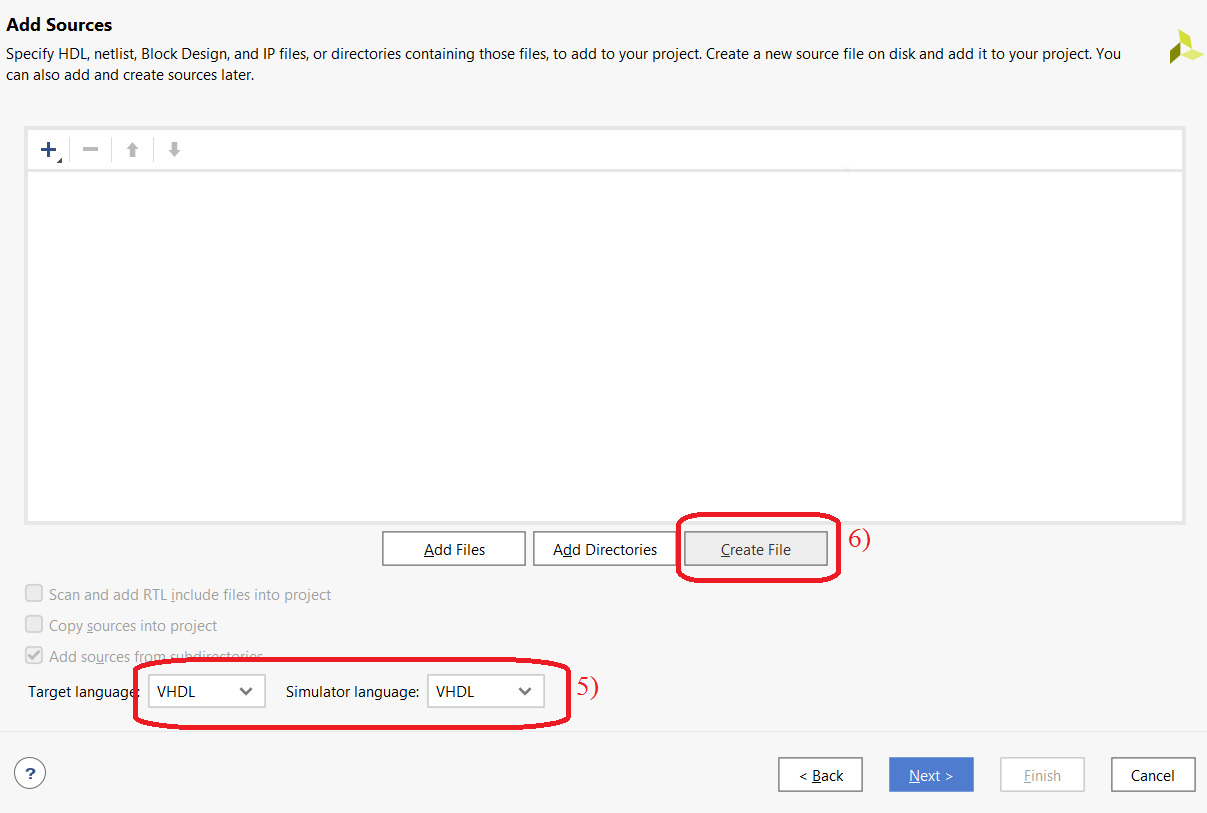 Add Sources
Specify HDL, netlist, Block Design, and IP files, or directories containing those files, to add to your project. Create a new source file on disk and add it to your project. You
can also add and create sources later.
Add Files
Add Directories
Create File
6)
Scan and add RTL include files into project
Copy sources into project
Add sources from subdirectories
Target language: VHDL
Simulator language: VHDL
5)
?
< Back
Next >
Finish
Cancel